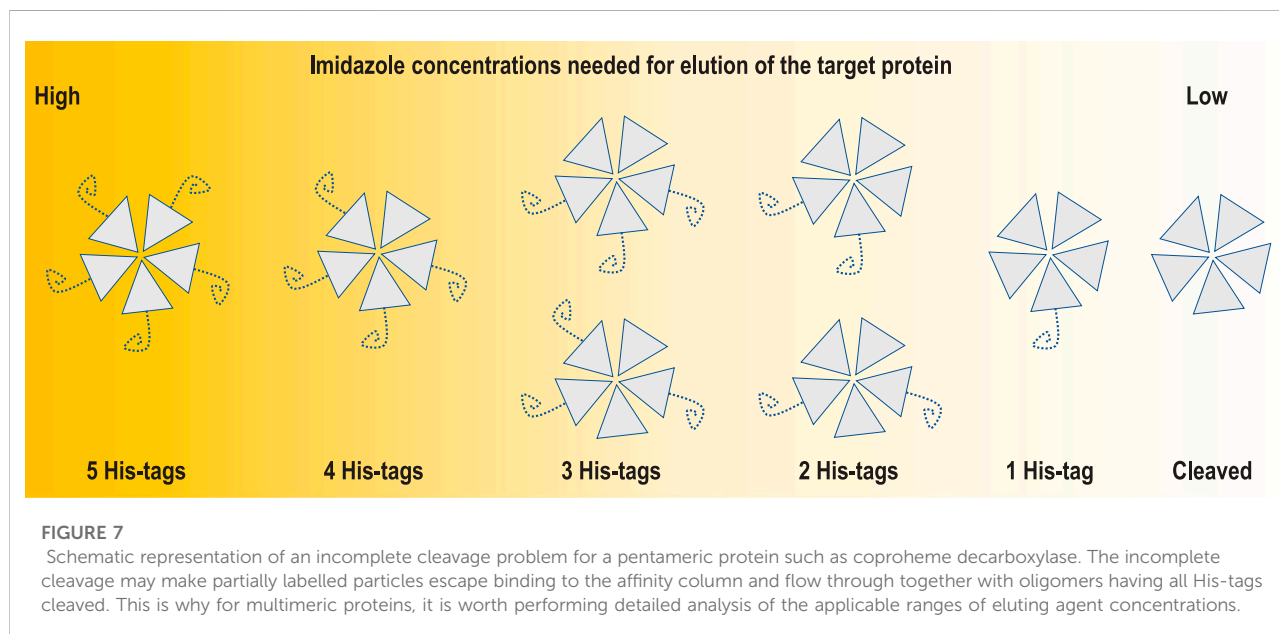 Imidazole concentrations needed for elution of the target protein
High
Low
5 His-tags
4 His-tags
3 His-tags
2 His-tags
1 His-tag
Cleaved
FIGURE 7
Schematic representation of an incomplete cleavage problem for a pentameric protein such as coproheme decarboxylase. The incomplete
cleavage may make partially labelled particles escape binding to the affinity column and flow through together with oligomers having all His-tags
cleaved. This is why for multimeric proteins, it is worth performing detailed analysis of the applicable ranges of eluting agent concentrations.